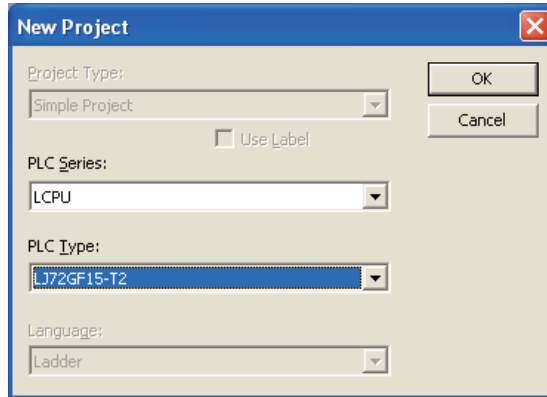 New Project
Project Type:
Simple Project
Use Label
PLC Series:
LCPU
PLC Type:
LJ72GF15-T2
Language:
Ladder
OK
Cancel